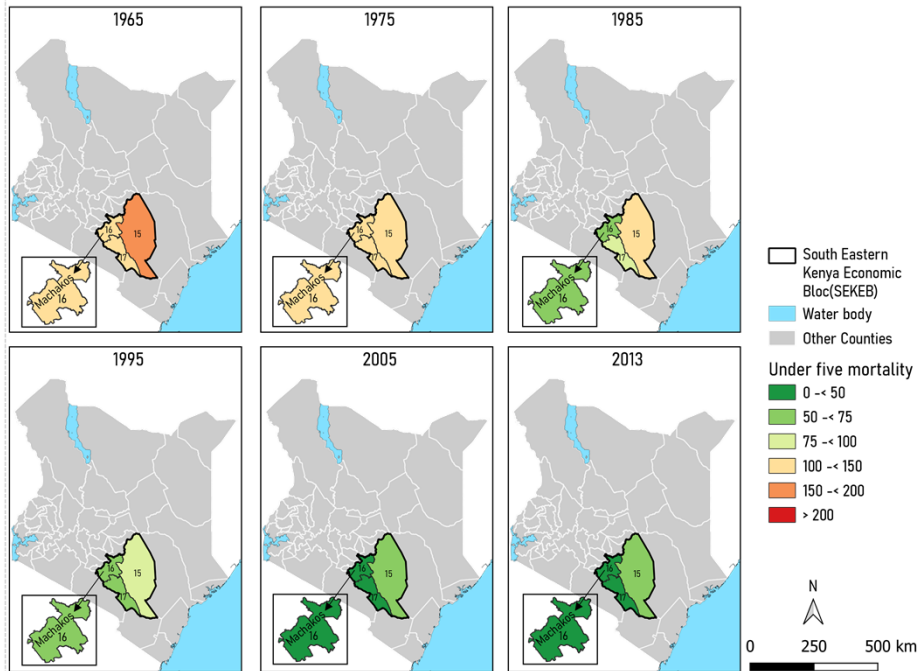 1965
1975
1985
16
15
17
Machakos
16
16
15
17
Machakos
16
16
15
17
Machakos
16
South Eastern
Kenya Economic
Bloc(SEKEB)
Water body
Other Counties
1995
2005
2013
Under five mortality
0 -< 50
50 -< 75
75 -< 100
100 -< 150
150 -< 200
> 200
16
15
17
Machakos
16
16
15
17
Machakos
16
16
15
17
Machakos
16
N
0 250 500 km